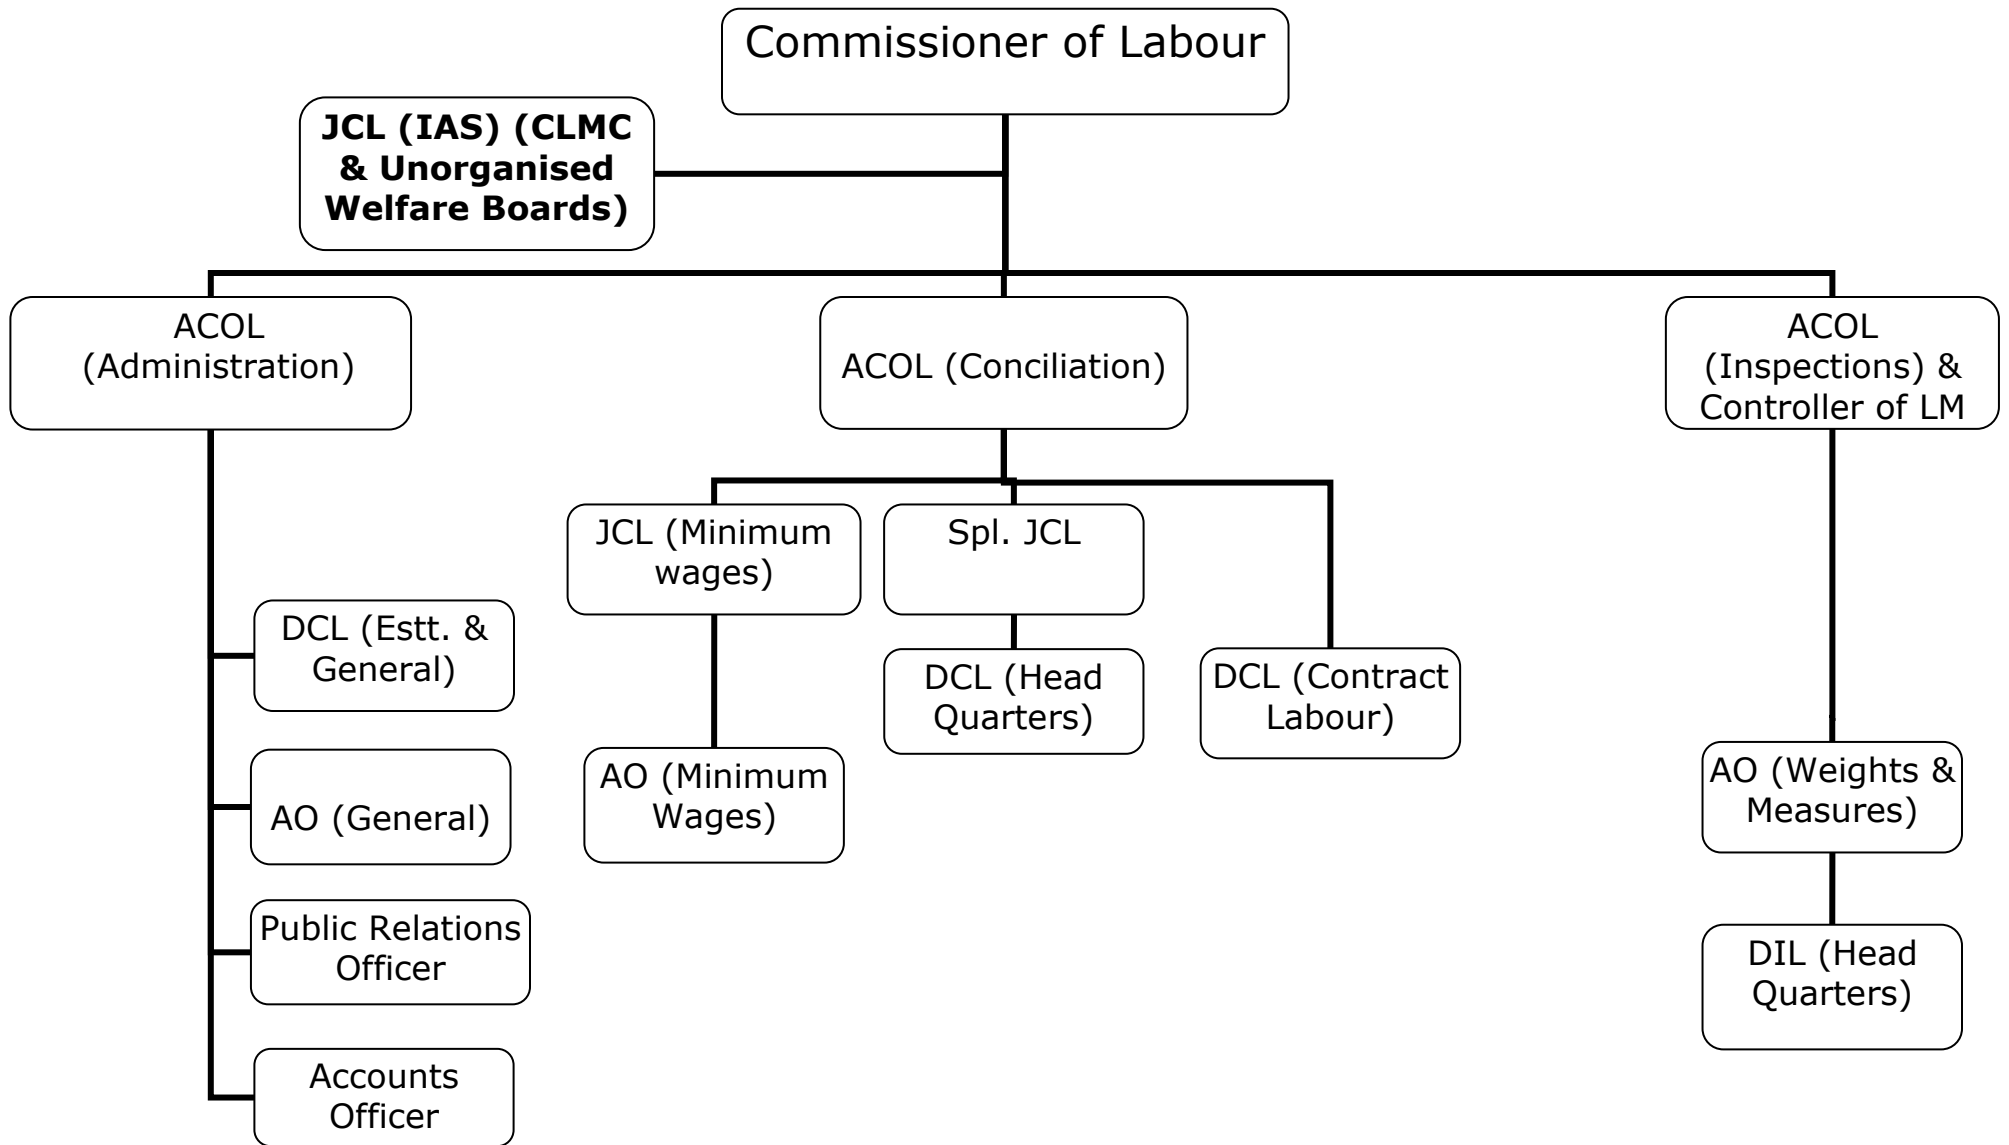 Commissioner of Labour
JCL (IAS) (CLMC
& Unorganised
Welfare Boards)
ACOL
(Administration)
ACOL (Conciliation)
ACOL
(Inspections) &
Controller of LM
JCL (Minimum
wages)
Spl. JCL
DCL (Estt. &
General)
DCL (Head
Quarters)
DCL (Contract
Labour)
AO (General)
AO (Minimum
Wages)
AO (Weights &
Measures)
Public Relations
Officer
DIL (Head
Quarters)
Accounts
Officer